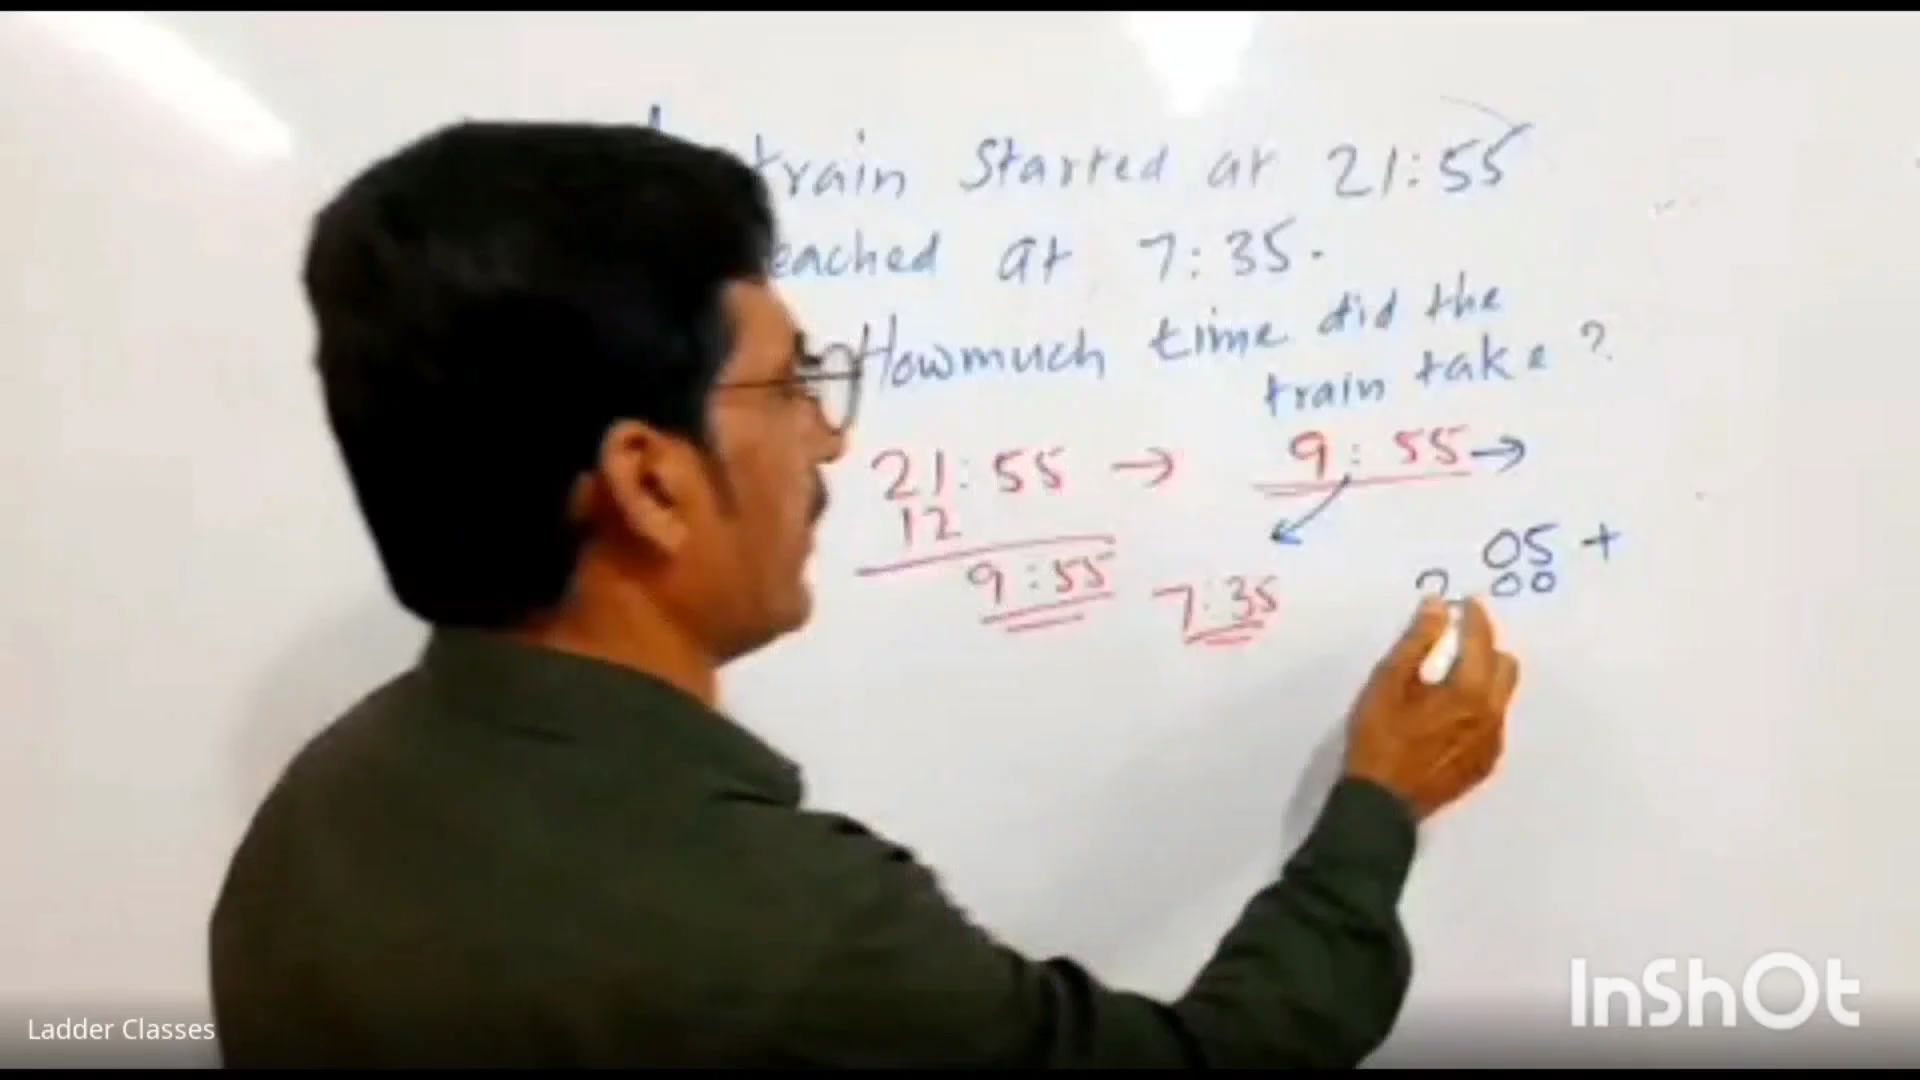 train Started at 21:55
eached at 7:35.
Howmuch time did the
train take?
21:55 → 9:55 →
12
9:55
7:35
05 +
2 00
InShOt
Ladder Classes